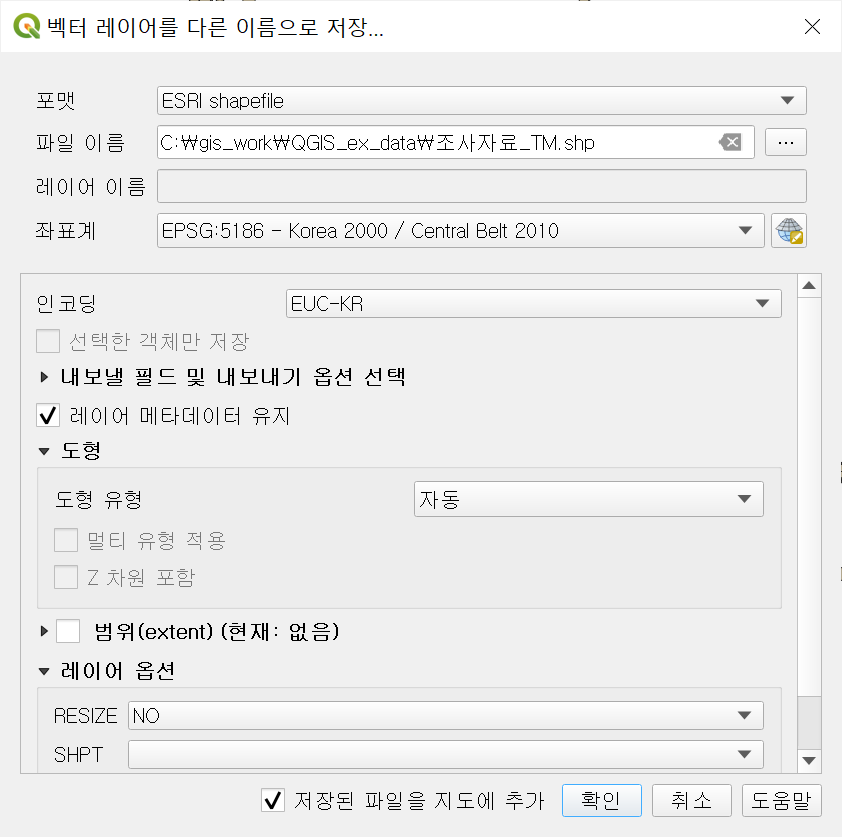 벡터 레이어를 다른 이름으로 저장...
포맷 ESRI shapefile
파일 이름 C:₩gis_work₩QGIS_ex_data₩조사자료_TM.shp ...
레이어 이름
좌표계 EPSG:5186 - Korea 2000 / Central Belt 2010
인코딩 EUC-KR
선택한 객체만 저장
내보낼 필드 및 내보내기 옵션 선택
레이어 메타데이터 유지
도형
도형 유형 자동
멀티 유형 적용
Z 차원 포함
범위(extent) (현재: 없음)
레이어 옵션
RESIZE NO
SHPT
저장된 파일을 지도에 추가 확인 취소 도움말